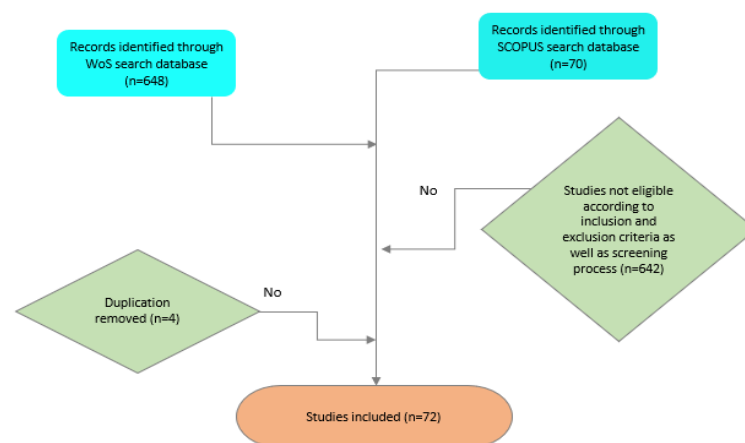 Records identified through
WoS search database
(n=648)
Records identified through
SCOPUS search database
(n=70)
No
Studies not eligible
according to
inclusion and
exclusion criteria as
well as screening
process (n=642)
No
Duplication
removed (n=4)
Studies included (n=72)